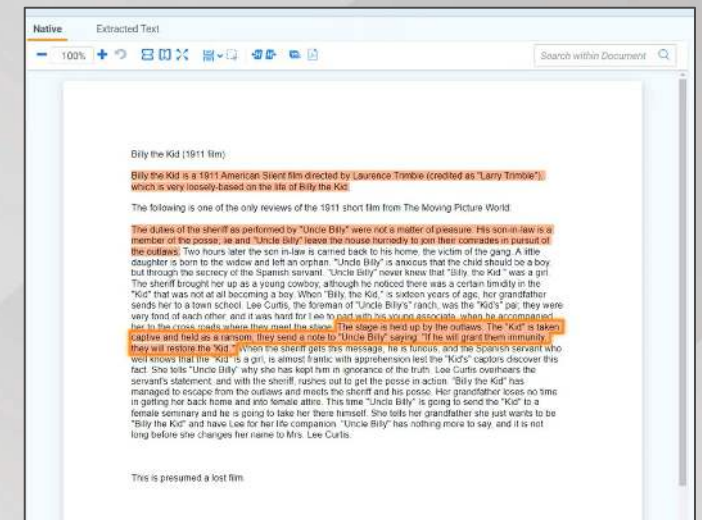 Native Extracted Text
100% Search within Document
Billy the Kid (1911 film)
Billy the Kid is a 1911 American Silent film directed by Laurence Trimble (credited as "Larry Trimble"),
which is very loosely-based on the life of Billy the Kid.
The following is one of the only reviews of the 1911 short film from The Moving Picture World:
The duties of the sheriff as performed by "Uncle Billy" were not a matter of pleasure. His son-in-law is a
member of the posse; he and "Uncle Billy" leave the house hurriedly to join their comrades in pursuit of
the outlaws. Two hours later the son in-law is carried back to his home, the victim of the gang. A little
daughter is born to the widow and left an orphan. "Uncle Billy" is anxious that the child should be a boy,
but through the secrecy of the Spanish servant. "Uncle Billy" never knew that "Billy, the Kid " was a girl.
The sheriff brought her up as a young cowboy, although he noticed there was a certain timidity in the
"Kid" that was not at all becoming a boy. When "Billy, the Kid," is sixteen years of age, her grandfather
sends her to a town school. Lee Curtis, the foreman of "Uncle Billy's" ranch, was the "Kid's" pal; they were
very fond of each other, and it was hard for Lee to part with his young associate, when he accompanied
her to the cross roads where they meet the stage. The stage is held up by the outlaws. The "Kid" is taken
captive and held as a ransom; they send a note to "Uncle Billy" saying: "If he will grant them immunity,
they will restore the "Kid." When the sheriff gets this message, he is furious, and the Spanish servant who
well knows that the "Kid" is a girl, is almost frantic with apprehension lest the "Kid's" captors discover this
fact. She tells "Uncle Billy" why she has kept him in ignorance of the truth. Lee Curtis overhears the
servant's statement, and with the sheriff, rushes out to get the posse in action. "Billy the Kid" has
managed to escape from the outlaws and meets the sheriff and his posse. Her grandfather loses no time
in getting her back home and into female attire. This time "Uncle Billy" is going to send the "Kid" to a
female seminary and he is going to take her there himself. She tells her grandfather she just wants to be
"Billy the Kid" and have Lee for her life companion. "Uncle Billy" has nothing more to say, and it is not
long before she changes her name to Mrs. Lee Curtis.
This is presumed a lost film.